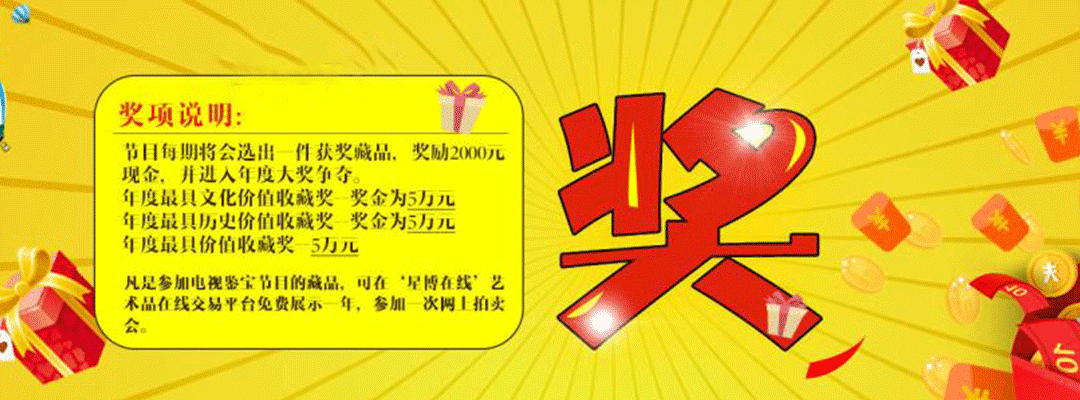 奖项说明:
节目每期将会选出一件获奖藏品，奖励2000元
现金，并进入年度大奖争夺。
年度最具文化价值收藏奖—奖金为5万元
年度最具历史价值收藏奖—奖金为5万元
年度最具价值收藏奖—5万元
凡是参加电视鉴宝节目的藏品，可在‘星博在线’艺
术品在线交易平台免费展示一年，参加一次网上拍卖
会。
奖